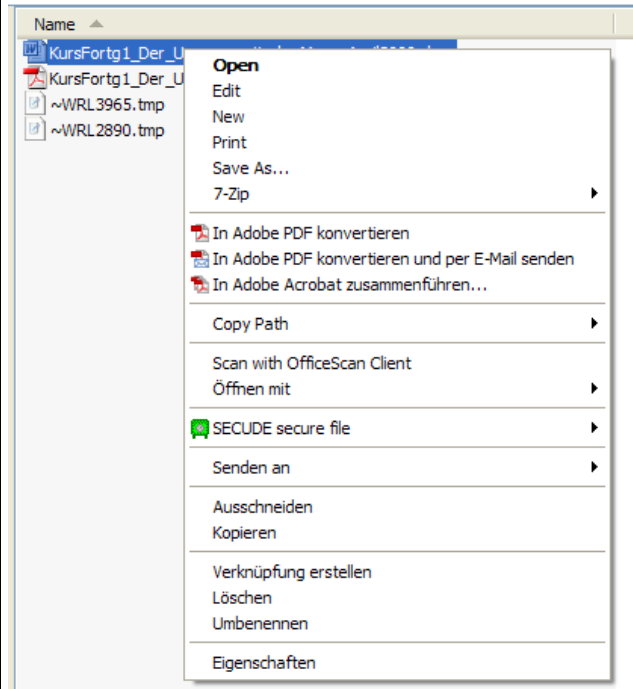 Name
KursFortg1_Der_U
KursFortg1_Der_U
~WRL3965.tmp
~WRL2890.tmp
Open
Edit
New
Print
Save As...
7-Zip
In Adobe PDF konvertieren
In Adobe PDF konvertieren und per E-Mail senden
In Adobe Acrobat zusammenführen...
Copy Path
Scan with OfficeScan Client
Öffnen mit
SECUDE secure file
Senden an
Ausschneiden
Kopieren
Verknüpfung erstellen
Löschen
Umbenennen
Eigenschaften